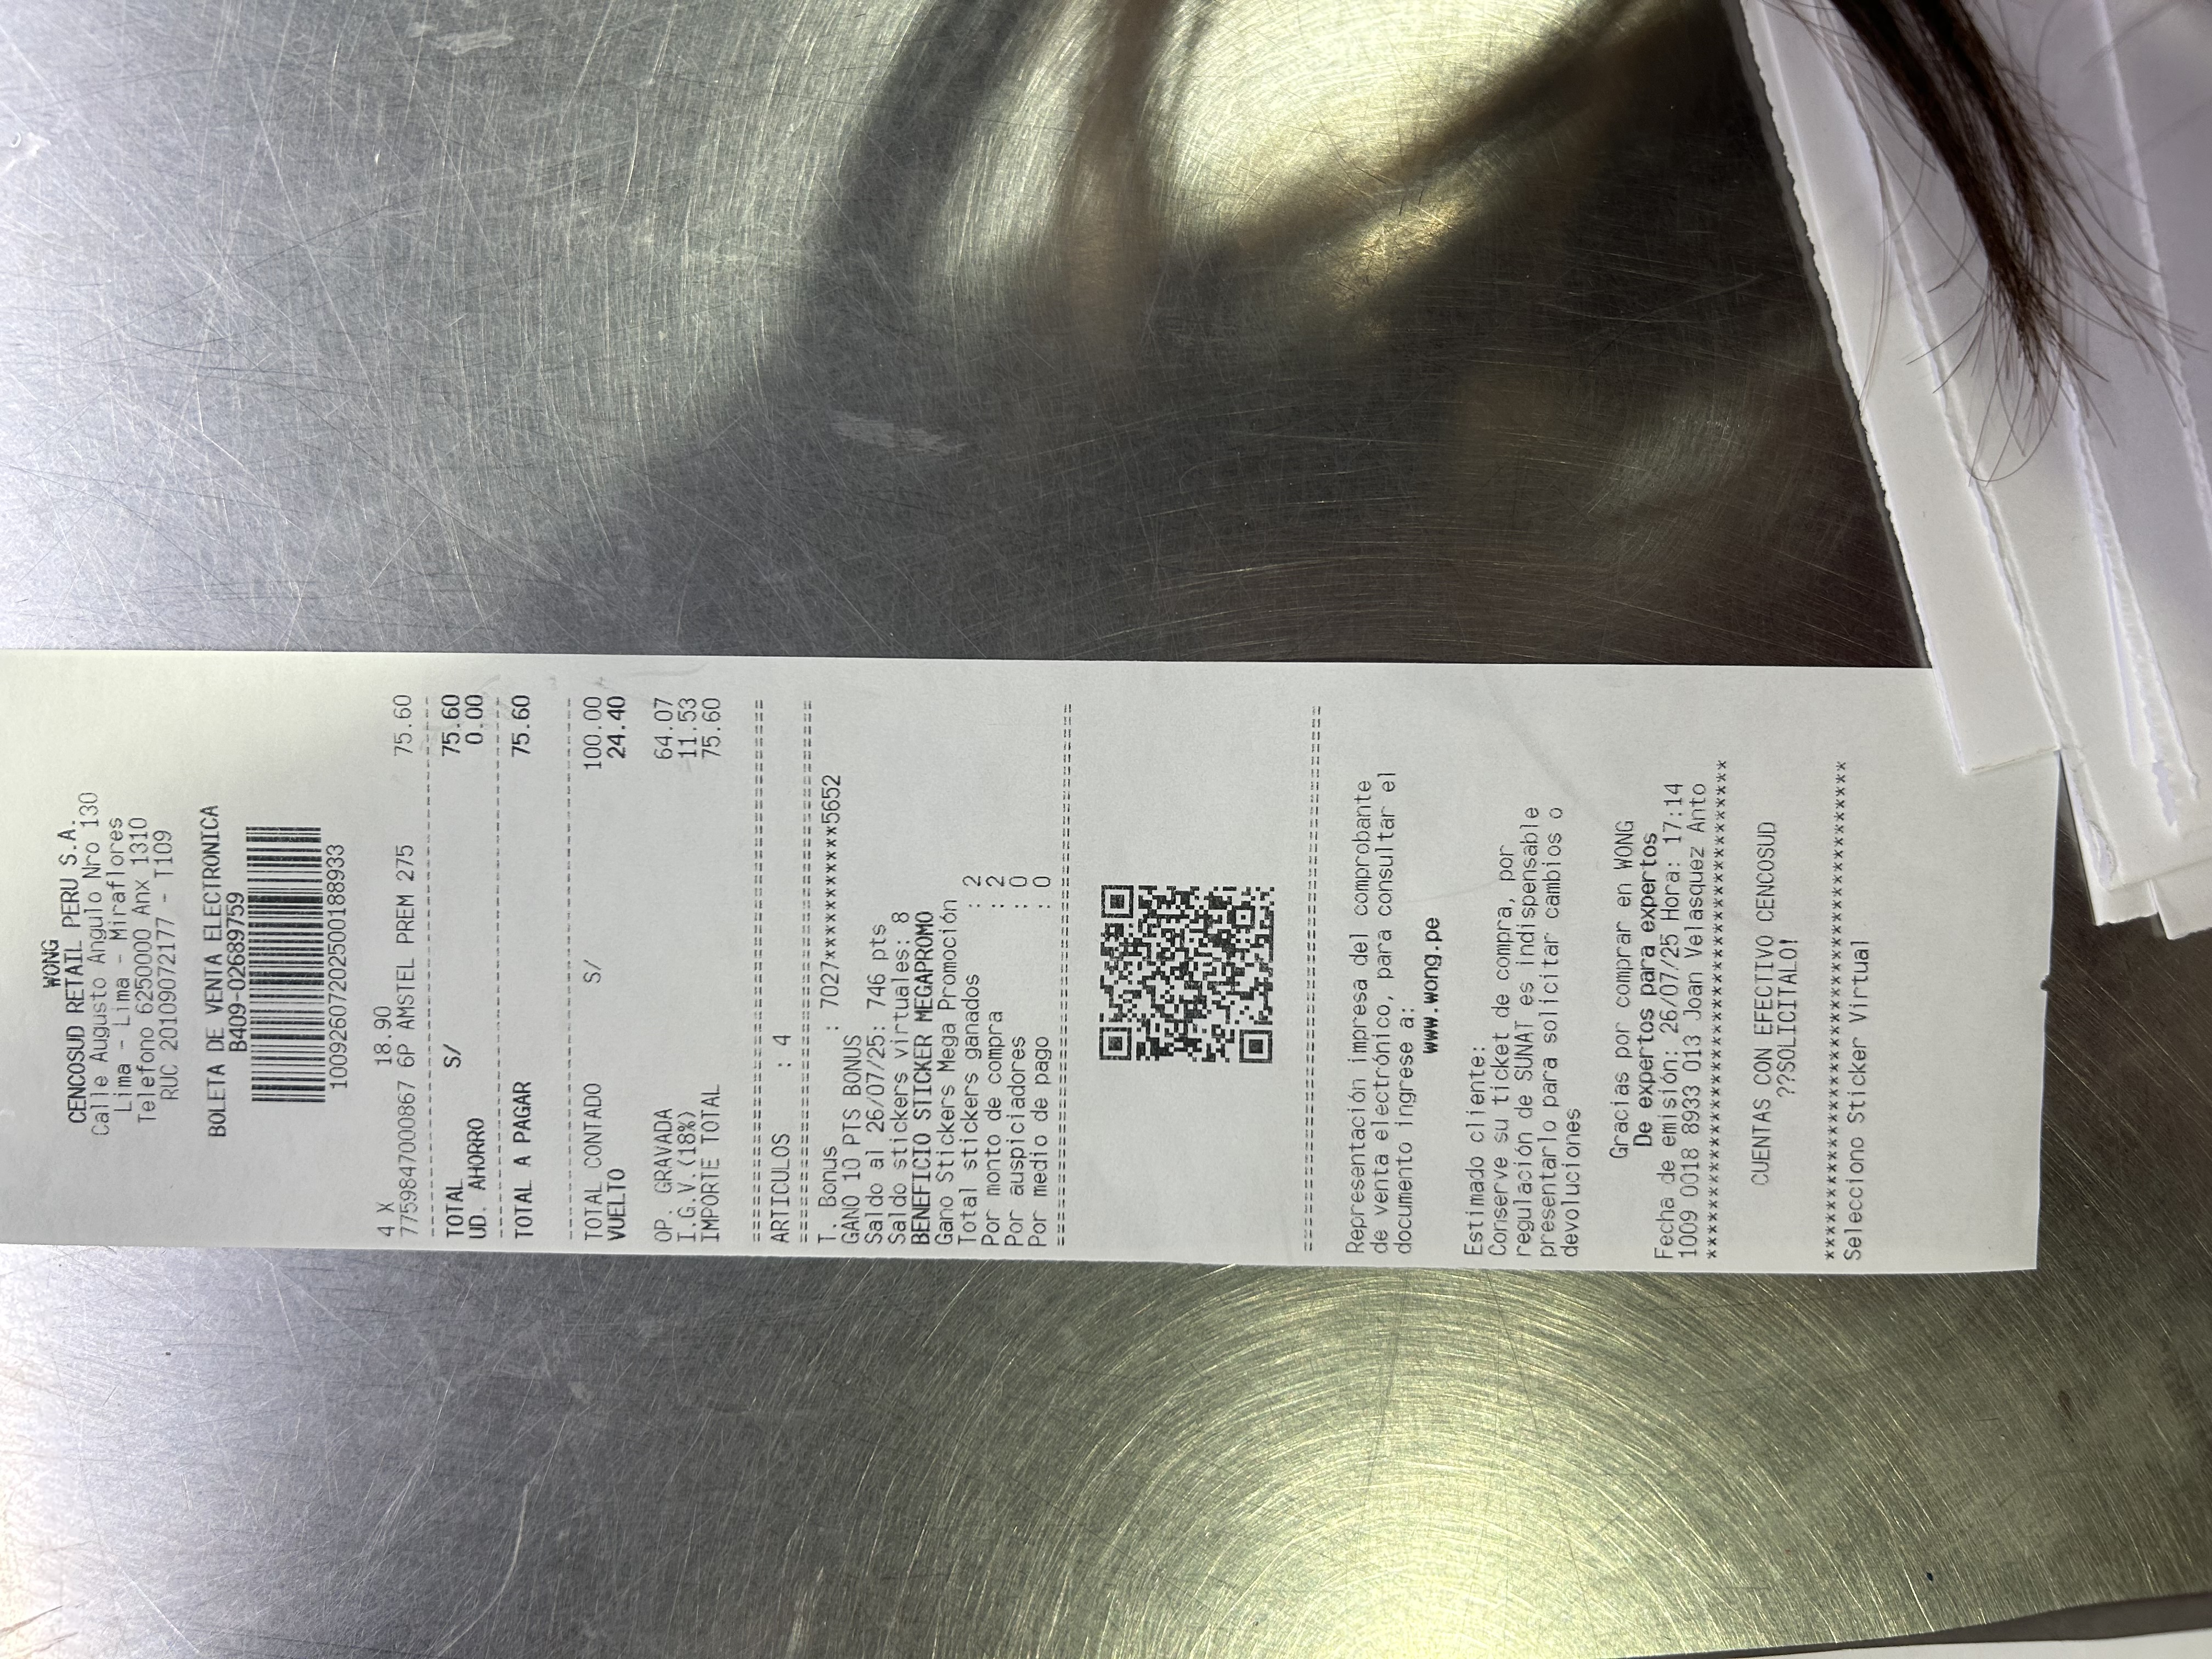 WONG
CENCOSUD RETAIL PERU S.A.
Calle Augusto Angulo Nro 130
Lima - Lima - Miraflores
Telefono 6250000 Anx 1310
RUC 20109072177 - T109
BOLETA DE VENTA ELECTRONICA
B409-02689759
10092607202500188933
4 X 18.90
7759847000867 6P AMSTEL PREM 275 75.60
TOTAL S/ 75.60
UD. AHORRO 0.00
TOTAL A PAGAR 75.60
TOTAL CONTADO S/ 100.00
VUELTO 24.40
OP. GRAVADA 64.07
I.G.V.(18%) 11.53
IMPORTE TOTAL 75.60
==============================================
ARTICULOS : 4
==============================================
T. Bonus : 7027***********5652
GANO 10 PTS BONUS
Saldo al 26/07/25: 746 pts
Saldo stickers virtuales: 8
BENEFICIO STICKER MEGAPROMO
Gano Stickers Mega Promoción
Total stickers ganados : 2
Por monto de compra : 2
Por auspiciadores : 0
Por medio de pago : 0
==============================================
==============================================
Representación impresa del comprobante
de venta electrónico, para consultar el
documento ingrese a:
www.wong.pe
Estimado cliente:
Conserve su ticket de compra, por
regulación de SUNAT es indispensable
presentarlo para solicitar cambios o
devoluciones
Gracias por comprar en WONG
De expertos para expertos
Fecha de emisión: 26/07/25 Hora: 17:14
1009 0018 8933 013 Joan Velasquez Anto
*****************************************
CUENTAS CON EFECTIVO CENCOSUD
??SOLICITALO!
*****************************************
Selecciono Sticker Virtual